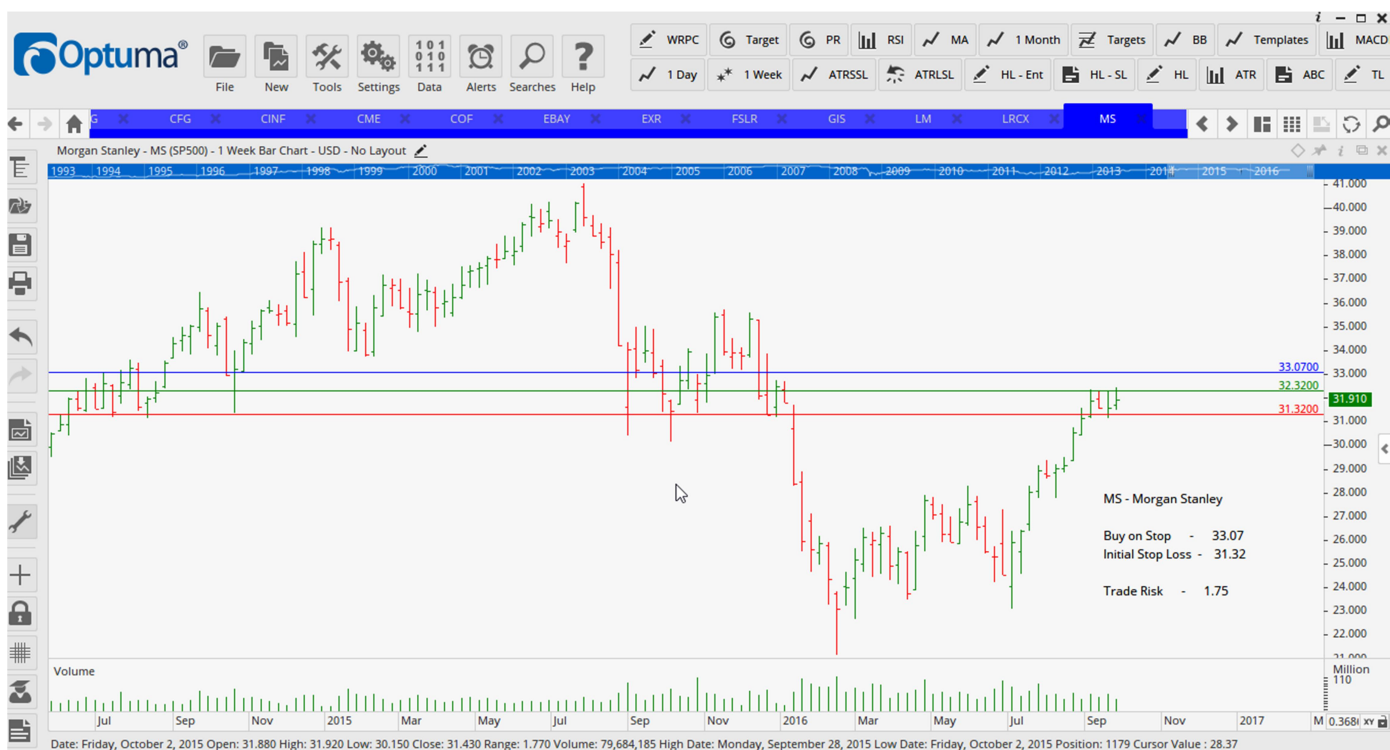 i
Optuma®
File
New
Tools
Settings
101
010
111
Data
Alerts
Searches
Help
WRPC
Target
PR
RSI
MA
1 Month
Targets
BB
Templates
MACD
1 Day
1 Week
ATRSSL
ATRLSL
HL - Ent
HL - SL
HL
ATR
ABC
TL
G
CFG
CINF
CME
COF
EBAY
EXR
FSLR
GIS
LM
LRCX
MS
Morgan Stanley - MS (SP500) - 1 Week Bar Chart - USD - No Layout
i
1993 1994 1995 1996 1997 1998 1999 2000 2001 2002 2003 2004 2005 2006 2007 2008 2009 2010 2011 2012 2013 2014 2015 2016
41.000
40.000
39.000
38.000
37.000
36.000
35.000
34.000
33.0700
33.000
32.3200
31.910
31.3200
31.000
30.000
29.000
28.000
27.000
26.000
25.000
24.000
23.000
22.000
21.000
MS - Morgan Stanley
Buy on Stop - 33.07
Initial Stop Loss - 31.32
Trade Risk - 1.75
Volume
Million
110
Jul Sep Nov 2015 Mar May Jul Sep Nov 2016 Mar May Jul Sep Nov 2017 M
XY
Date: Friday, October 2, 2015 Open: 31.880 High: 31.920 Low: 30.150 Close: 31.430 Range: 1.770 Volume: 79,684,185 High Date: Monday, September 28, 2015 Low Date: Friday, October 2, 2015 Position: 1179 Cursor Value : 28.37